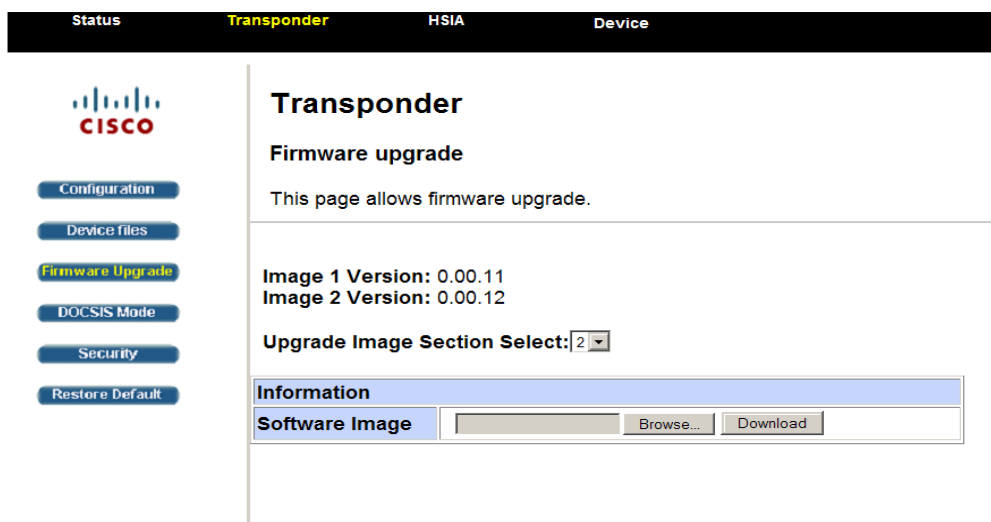 Status Transponder HSIA Device
CISCO
Transponder
Firmware upgrade
This page allows firmware upgrade.
Configuration
Device files
Firmware Upgrade
DOCSIS Mode
Security
Restore Default
Image 1 Version: 0.00.11
Image 2 Version: 0.00.12
Upgrade Image Section Select: 2
Information
Software Image Browse... Download